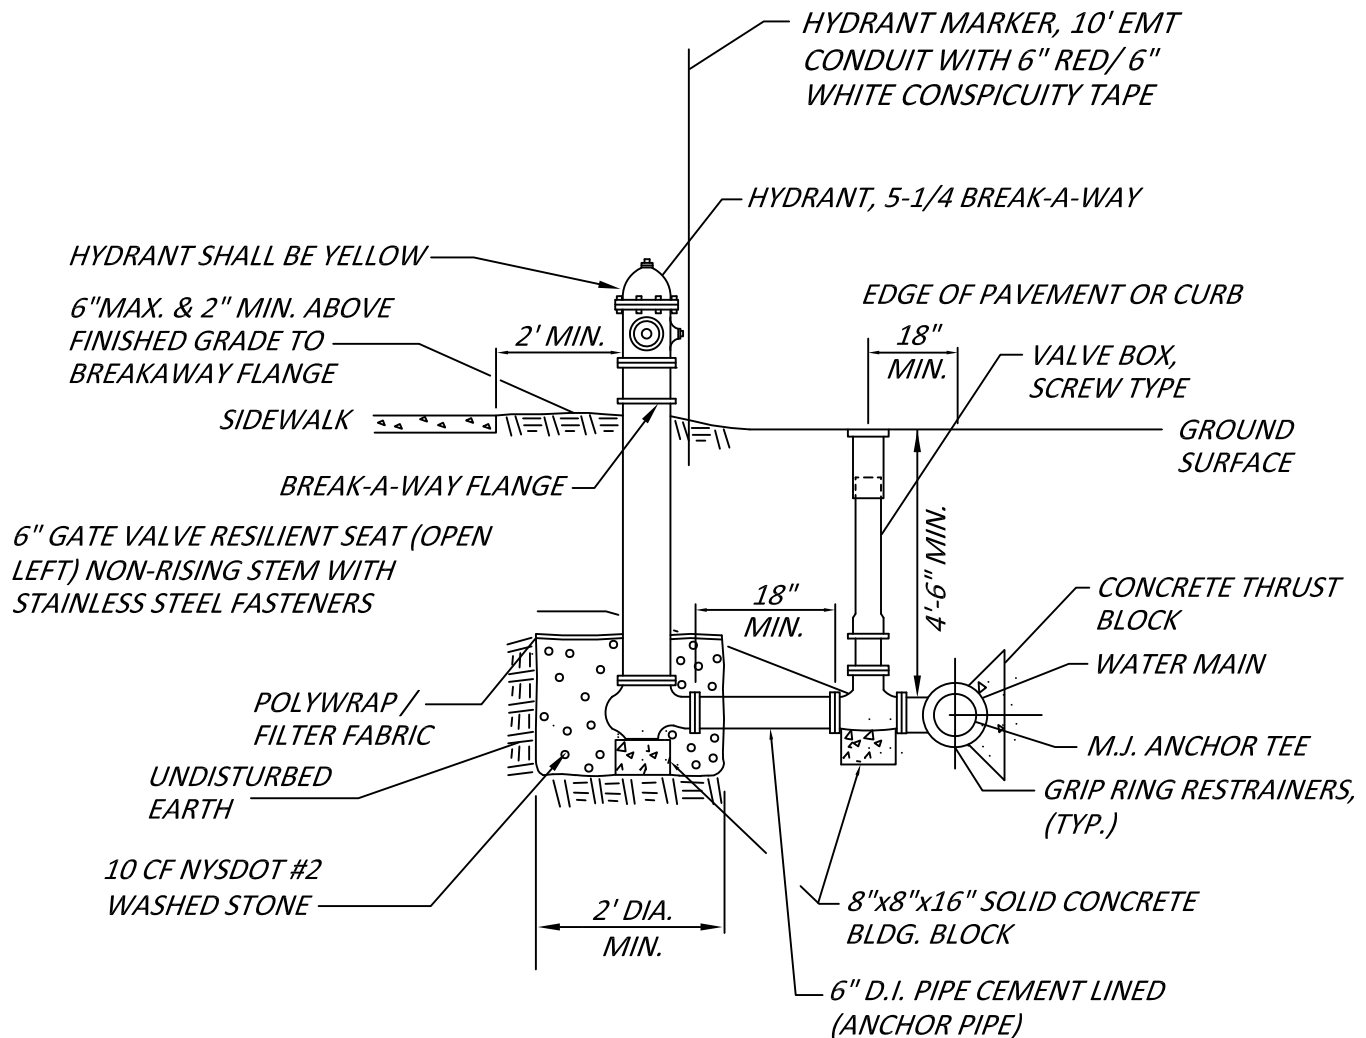 HYDRANT MARKER, 10' EMT
CONDUIT WITH 6" RED/ 6"
WHITE CONSPICUITY TAPE
HYDRANT, 5-1/4 BREAK-A-WAY
HYDRANT SHALL BE YELLOW
6"MAX. & 2" MIN. ABOVE
FINISHED GRADE TO
BREAKAWAY FLANGE
2' MIN.
EDGE OF PAVEMENT OR CURB
18"
MIN.
VALVE BOX,
SCREW TYPE
SIDEWALK
GROUND
SURFACE
BREAK-A-WAY FLANGE
6" GATE VALVE RESILIENT SEAT (OPEN
LEFT) NON-RISING STEM WITH
STAINLESS STEEL FASTENERS
4'-6" MIN.
18"
MIN.
CONCRETE THRUST
BLOCK
WATER MAIN
POLYWRAP /
FILTER FABRIC
M.J. ANCHOR TEE
UNDISTURBED
EARTH
GRIP RING RESTRAINERS,
(TYP.)
10 CF NYSDOT #2
WASHED STONE
2' DIA.
MIN.
8"x8"x16" SOLID CONCRETE
BLDG. BLOCK
6" D.I. PIPE CEMENT LINED
(ANCHOR PIPE)